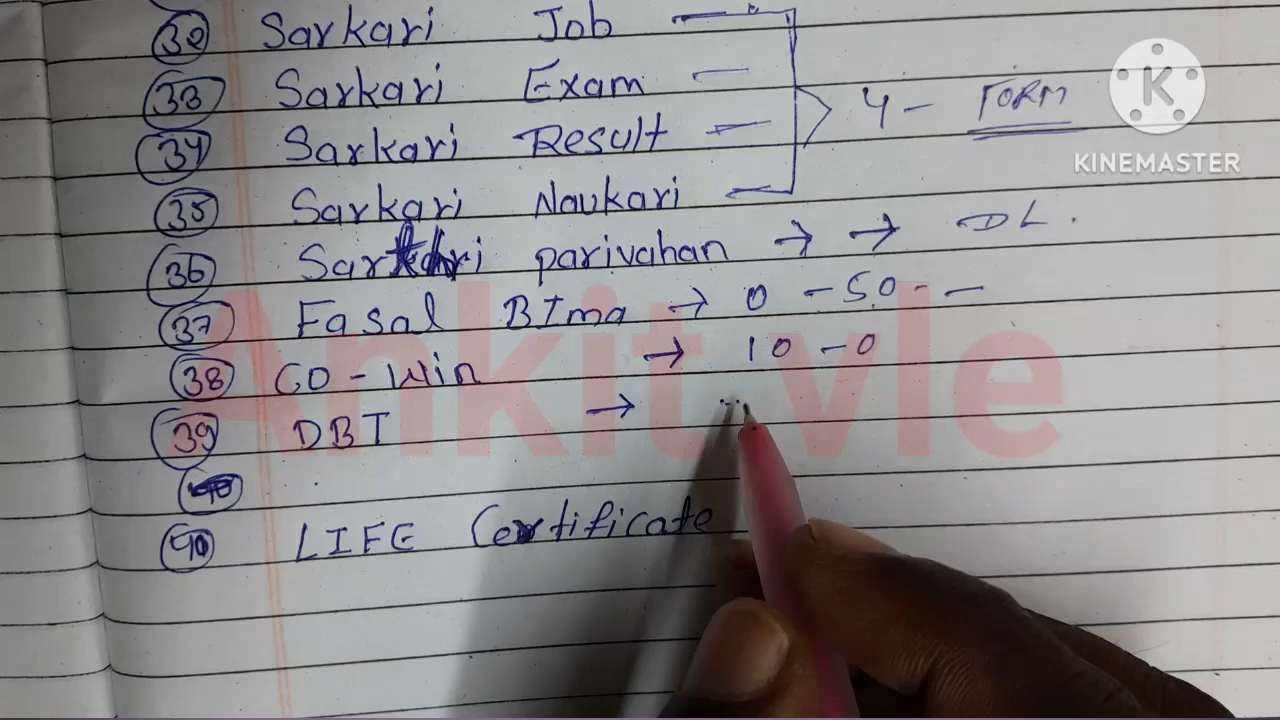 32 Sarkari Job —
33 Sarkari Exam —
34 Sarkari Result — 4 - FORM
35 Sarkari Naukari —
36 Sarkari parivahan → → DL.
37 Fasal BIma → 0 - 50 - -
38 CO-Win → 10 - 0
39 DBT →
40 LIFE Certificate
KINEMASTER
Ankit vle